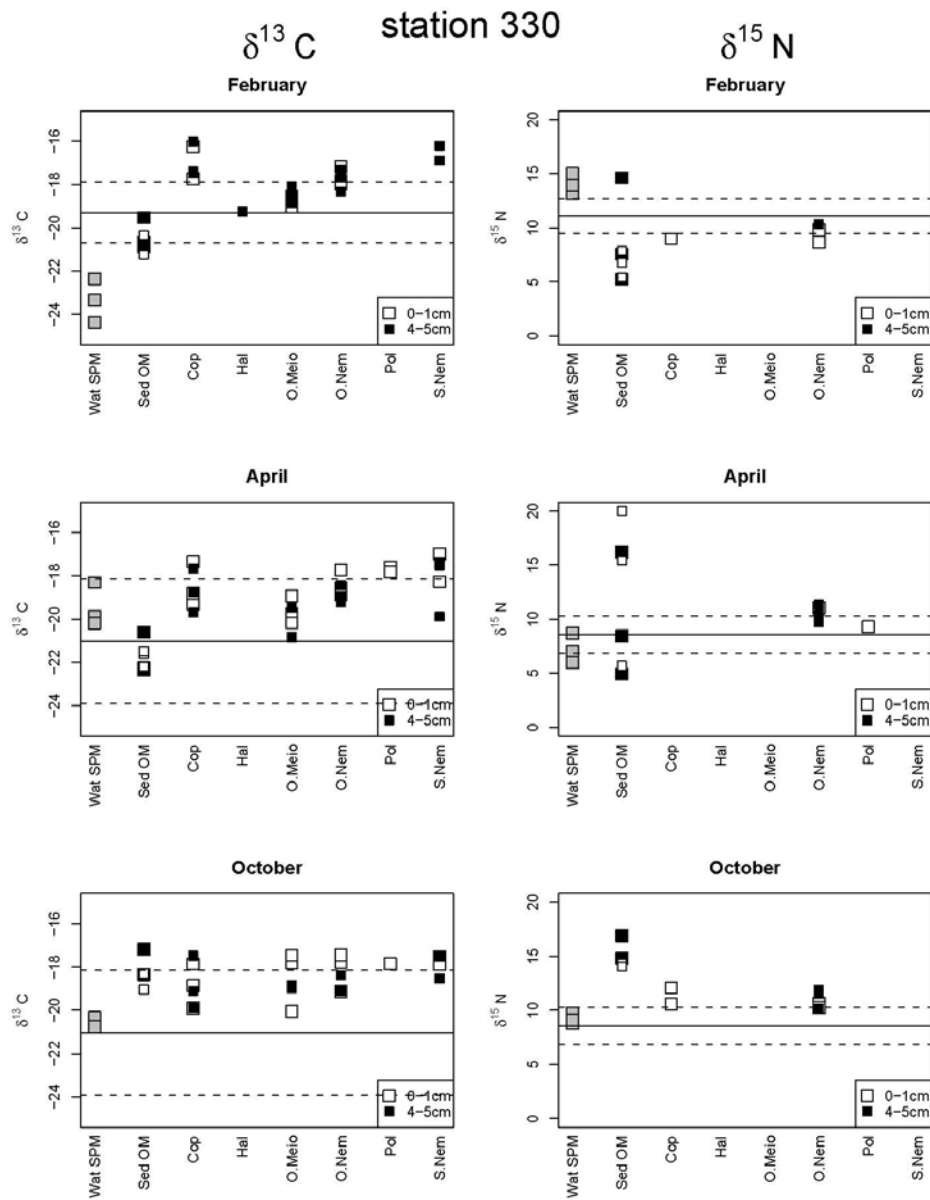 station 330
δ¹³ C δ¹⁵ N
February February
δ¹³ C
−16
−18
−20
−22
−24
0−1cm
4−5cm
Wat SPM Sed OM Cop Hal O.Meio O.Nem Pol S.Nem
δ¹⁵ N
20
15
10
5
0
0−1cm
4−5cm
Wat SPM Sed OM Cop Hal O.Meio O.Nem Pol S.Nem
April April
δ¹³ C
−16
−18
−20
−22
−24
0−1cm
4−5cm
Wat SPM Sed OM Cop Hal O.Meio O.Nem Pol S.Nem
δ¹⁵ N
20
15
10
5
0
0−1cm
4−5cm
Wat SPM Sed OM Cop Hal O.Meio O.Nem Pol S.Nem
October October
δ¹³ C
−16
−18
−20
−22
−24
0−1cm
4−5cm
Wat SPM Sed OM Cop Hal O.Meio O.Nem Pol S.Nem
δ¹⁵ N
20
15
10
5
0
0−1cm
4−5cm
Wat SPM Sed OM Cop Hal O.Meio O.Nem Pol S.Nem